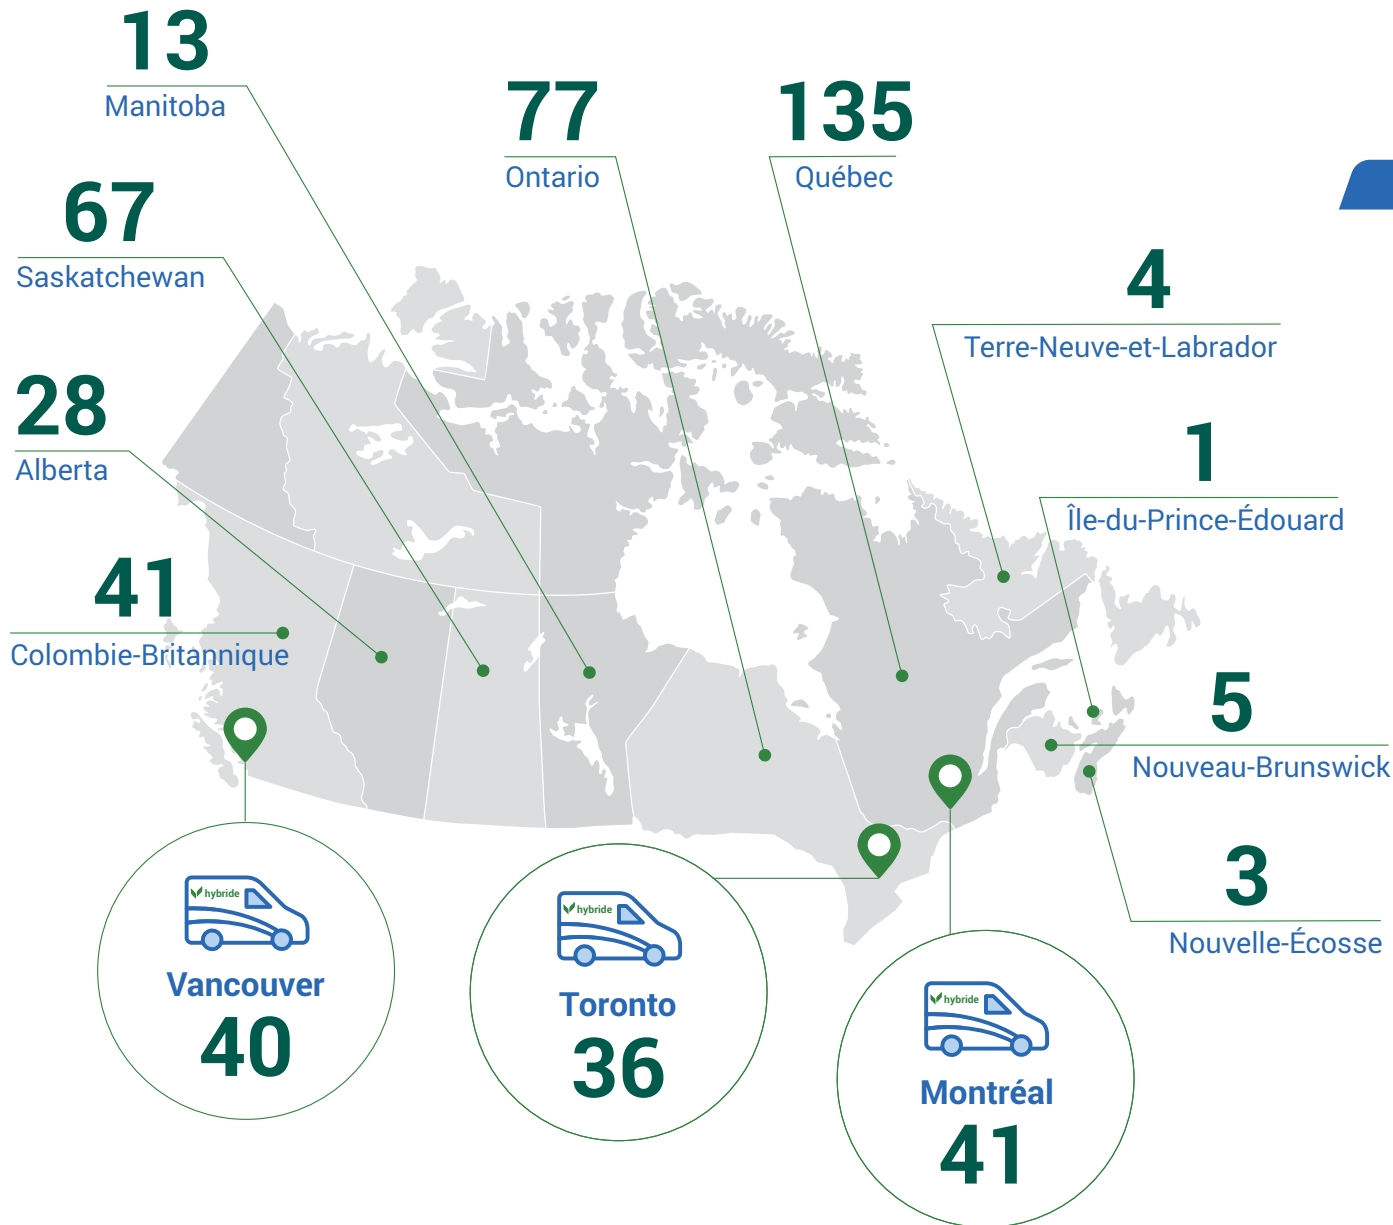 13
Manitoba
77
Ontario
135
Québec
67
Saskatchewan
4
Terre-Neuve-et-Labrador
28
Alberta
1
Île-du-Prince-Édouard
41
Colombie-Britannique
5
Nouveau-Brunswick
3
Nouvelle-Écosse
hybride
Vancouver
40
hybride
Toronto
36
hybride
Montréal
41